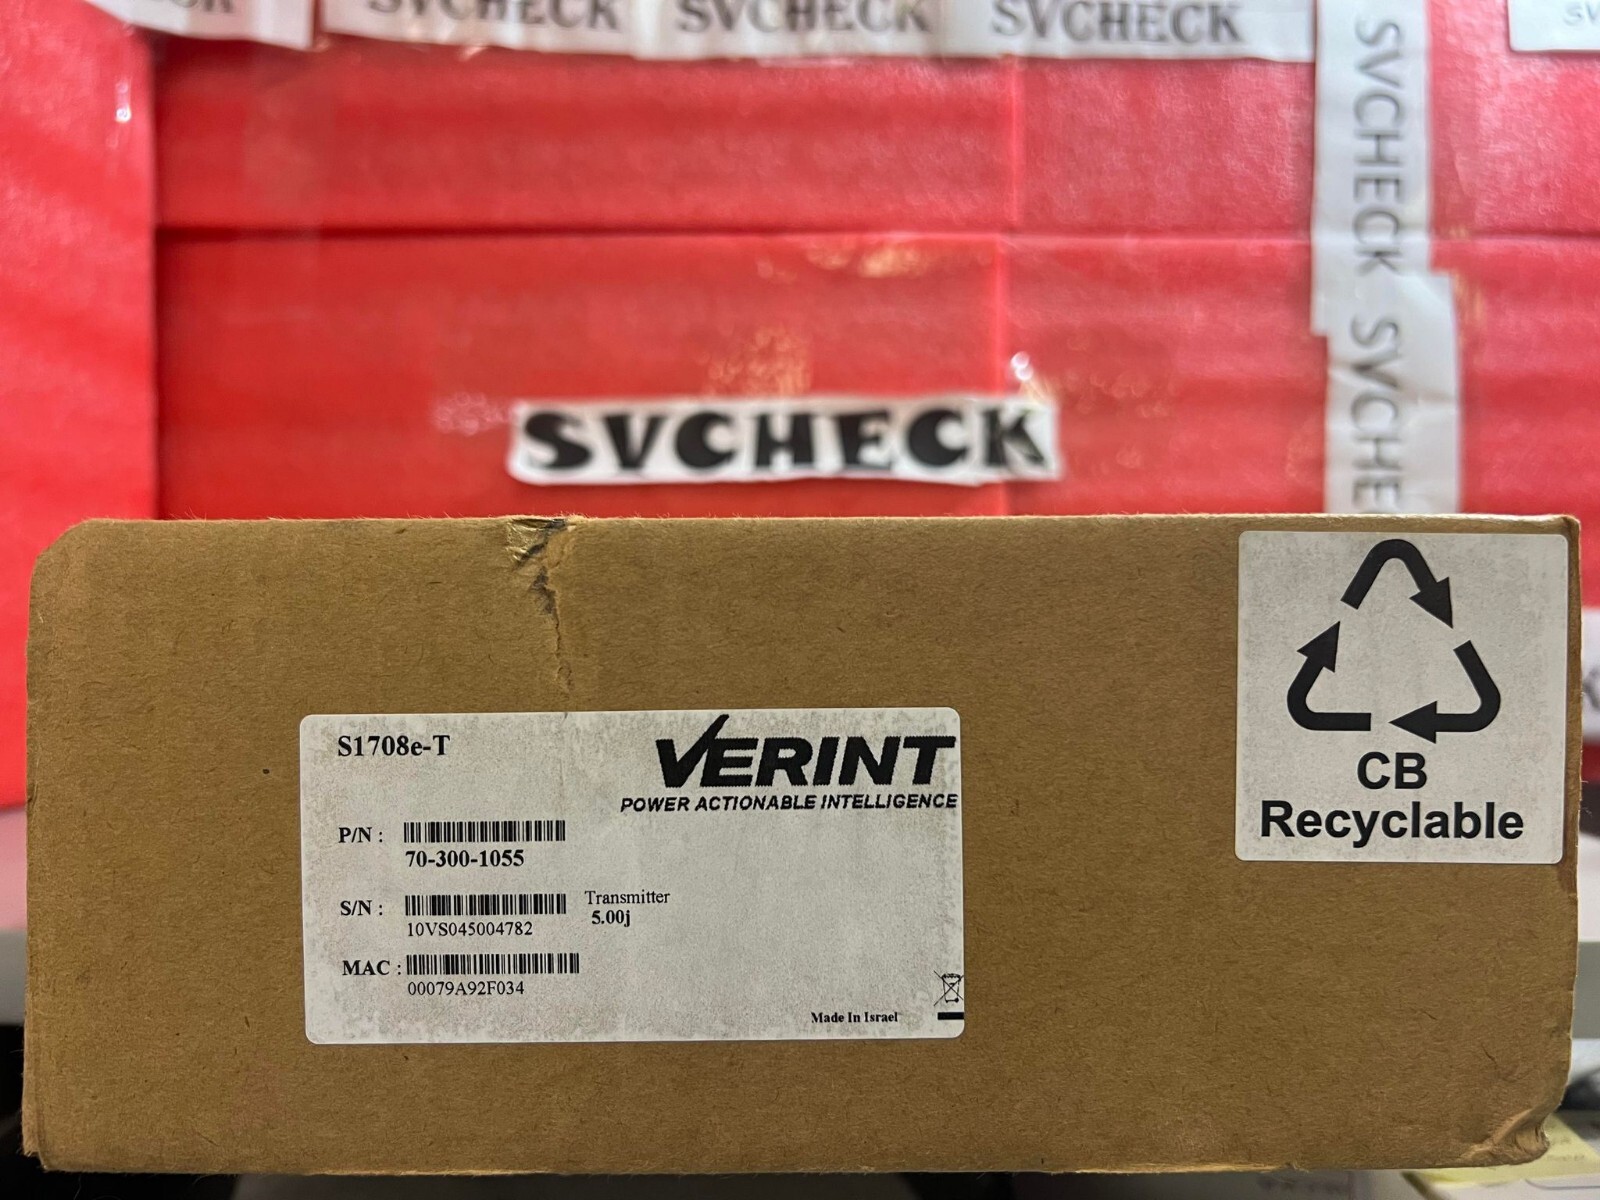 SVCHECK
SVCHECK
SVCHECK
SVCHECK
SVCHECK
SVCHECK
S1708e-T
VERINT
POWER ACTIONABLE INTELLIGENCE
P/N :
70-300-1055
S/N :
10VS045004782
Transmitter
5.00j
MAC :
00079A92F034
Made In Israel
CB
Recyclable